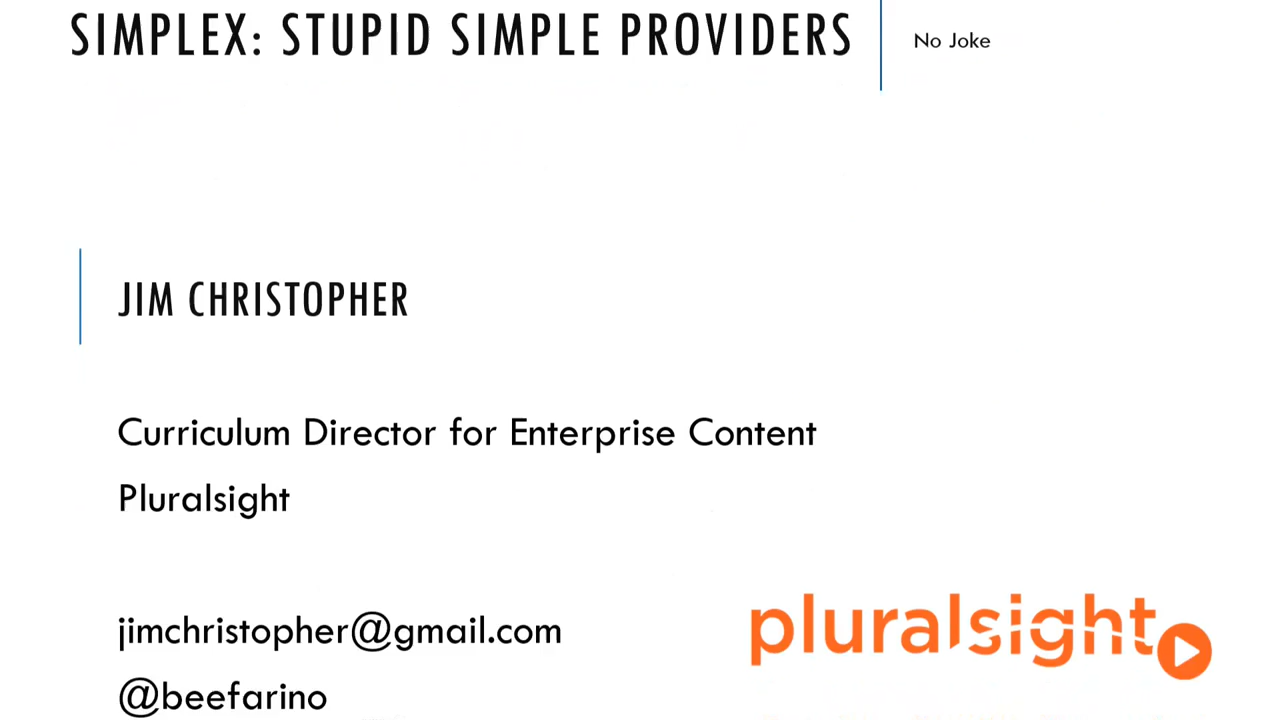 SIMPLEX: STUPID SIMPLE PROVIDERS
No Joke
JIM CHRISTOPHER
Curriculum Director for Enterprise Content
Pluralsight
jimchristopher@gmail.com
@beefarino
pluralsight